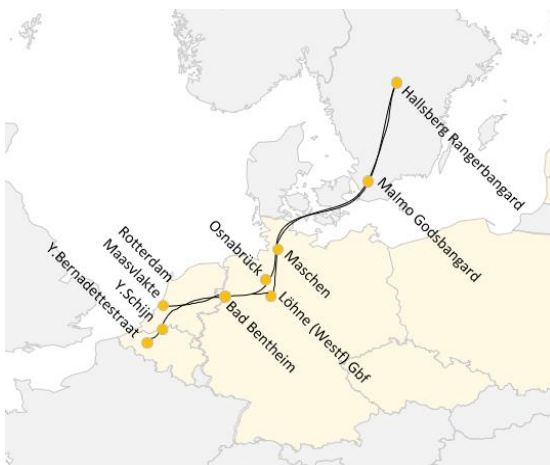 Hallsberg Rangerbangard
Malmo Godsbangard
Maschen
Osnabrück
Löhne (Westf) Gbf
Bad Bentheim
Rotterdam
Maasvlakte
Y.Schijn
Y.Bernadettestraat